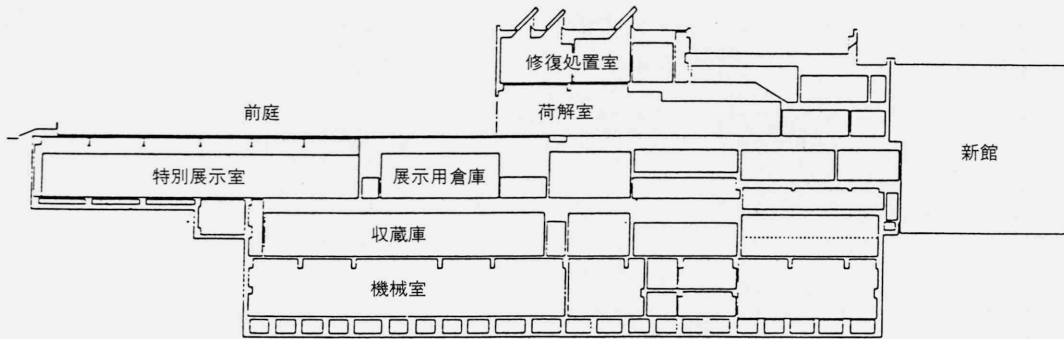 修復処置室
前庭
荷解室
新館
特別展示室
展示用倉庫
収蔵庫
機械室